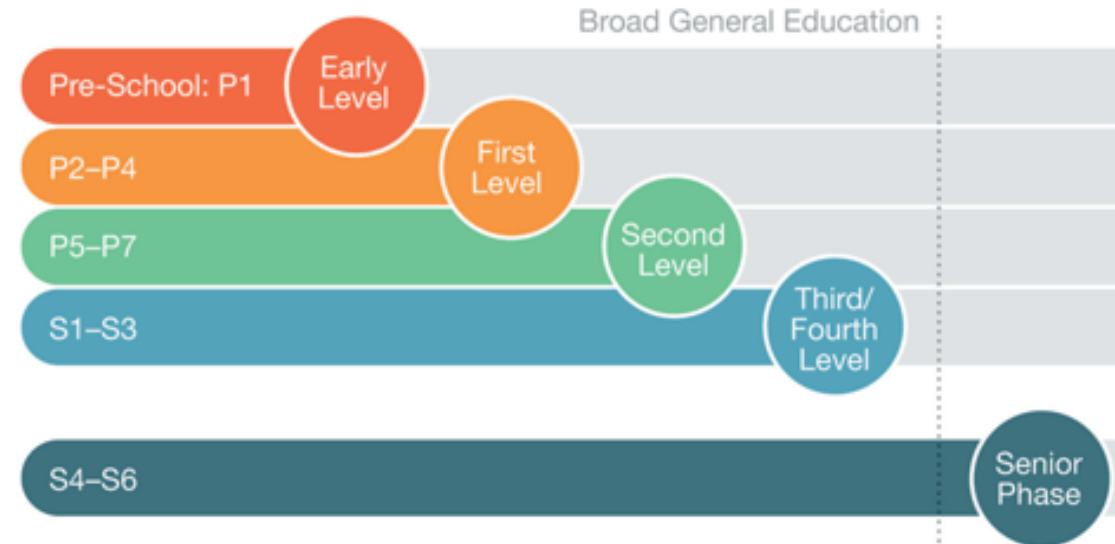 Broad General Education
Pre-School: P1
Early
Level
P2–P4
First
Level
P5–P7
Second
Level
S1–S3
Third/
Fourth
Level
S4–S6
Senior
Phase